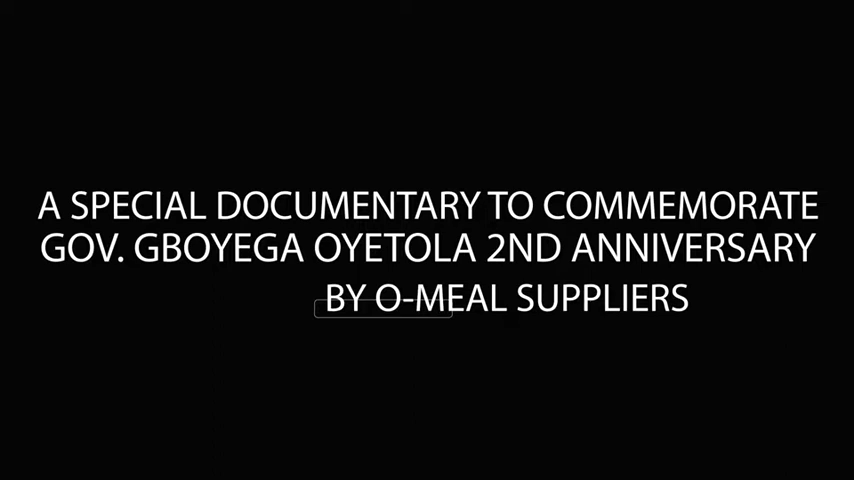 A SPECIAL DOCUMENTARY TO COMMEMORATE
GOV. GBOYEGA OYETOLA 2ND ANNIVERSARY
BY O-MEAL SUPPLIERS